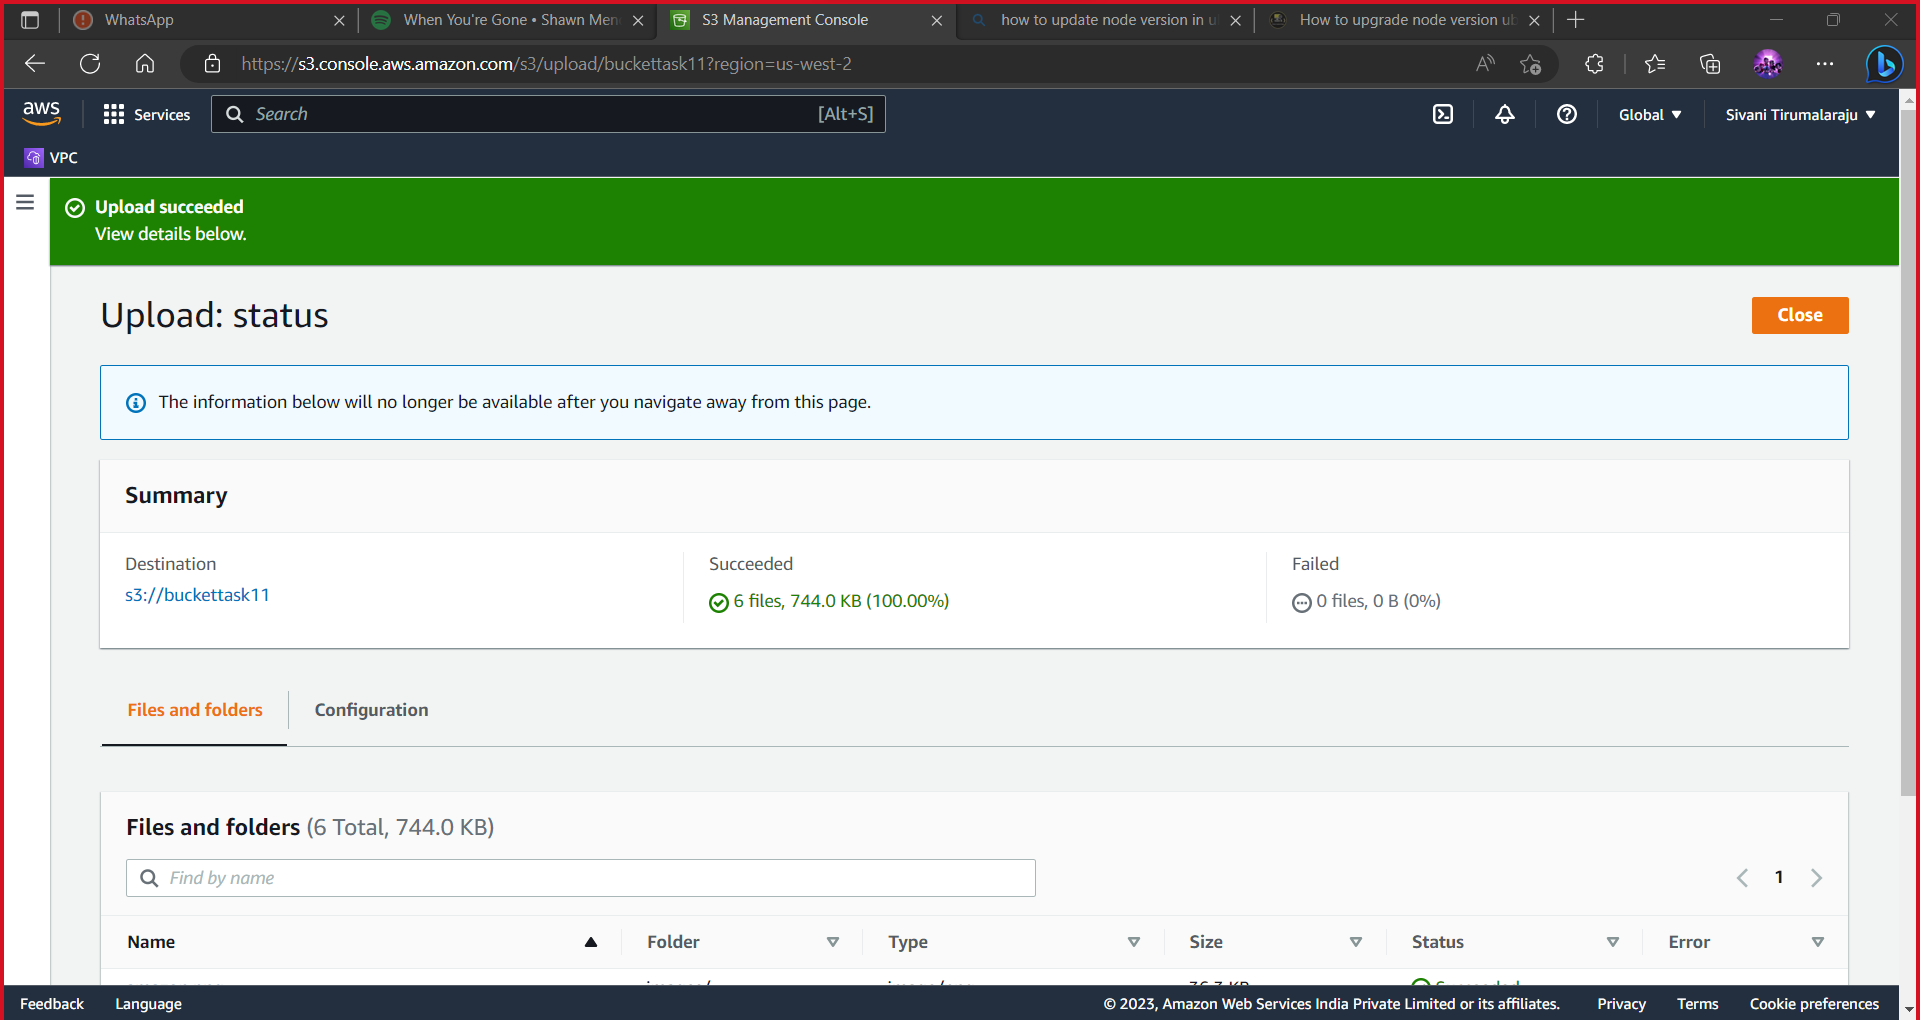 WhatsApp
When You're Gone • Shawn Men
S3 Management Console
how to update node version in u
How to upgrade node version ub
https://s3.console.aws.amazon.com/s3/upload/buckettask11?region=us-west-2
aws
Services
Search
[Alt+S]
Global
Sivani Tirumalaraju
VPC
Upload succeeded
View details below.
Upload: status
Close
The information below will no longer be available after you navigate away from this page.
Summary
Destination
s3://buckettask11
Succeeded
6 files, 744.0 KB (100.00%)
Failed
0 files, 0 B (0%)
Files and folders
Configuration
Files and folders (6 Total, 744.0 KB)
Find by name
1
Name
Folder
Type
Size
Status
Error
Feedback
Language
© 2023, Amazon Web Services India Private Limited or its affiliates.
Privacy
Terms
Cookie preferences